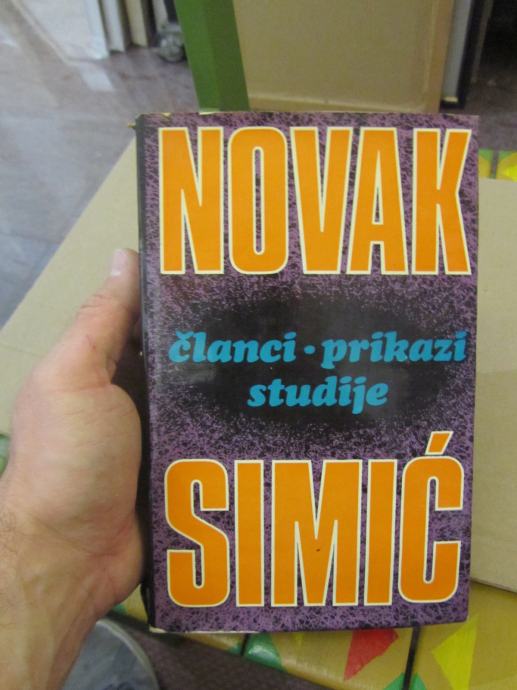 NOVAK
članci • prikazi
studije
SIMIĆ